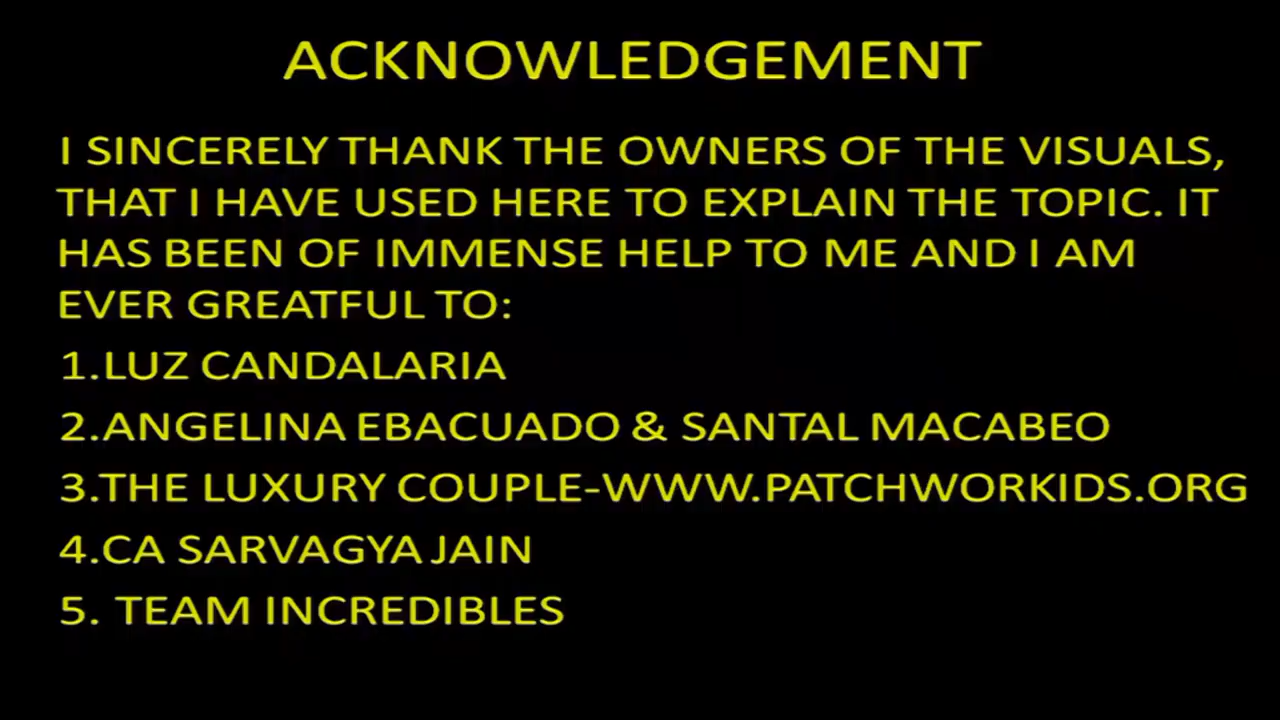 ACKNOWLEDGEMENT
I SINCERELY THANK THE OWNERS OF THE VISUALS,
THAT I HAVE USED HERE TO EXPLAIN THE TOPIC. IT
HAS BEEN OF IMMENSE HELP TO ME AND I AM
EVER GREATFUL TO:
1.LUZ CANDALARIA
2.ANGELINA EBACUADO & SANTAL MACABEO
3.THE LUXURY COUPLE-WWW.PATCHWORKIDS.ORG
4.CA SARVAGYA JAIN
5. TEAM INCREDIBLES